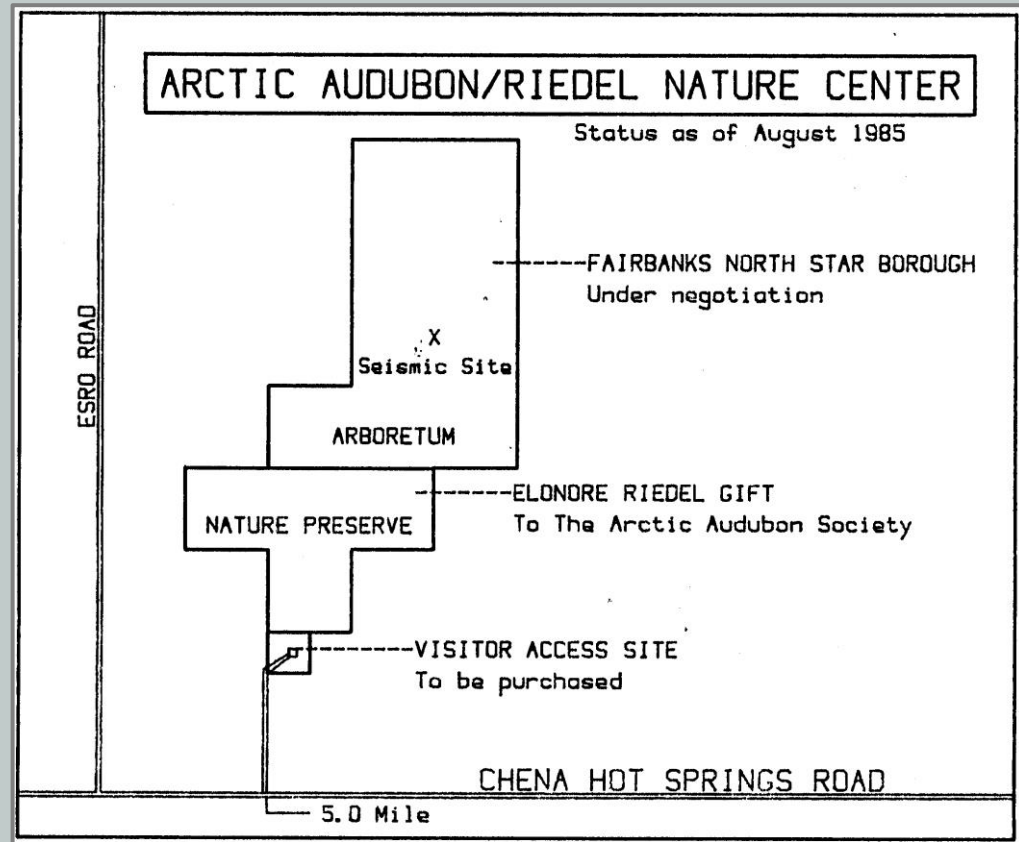 ARCTIC AUDUBON/RIEDEL NATURE CENTER
Status as of August 1985
FAIRBANKS NORTH STAR BOROUGH
Under negotiation
ESRO ROAD
X
Seismic Site
ARBORETUM
ELONORE RIEDEL GIFT
To The Arctic Audubon Society
NATURE PRESERVE
VISITOR ACCESS SITE
To be purchased
CHENA HOT SPRINGS ROAD
5.0 Mile